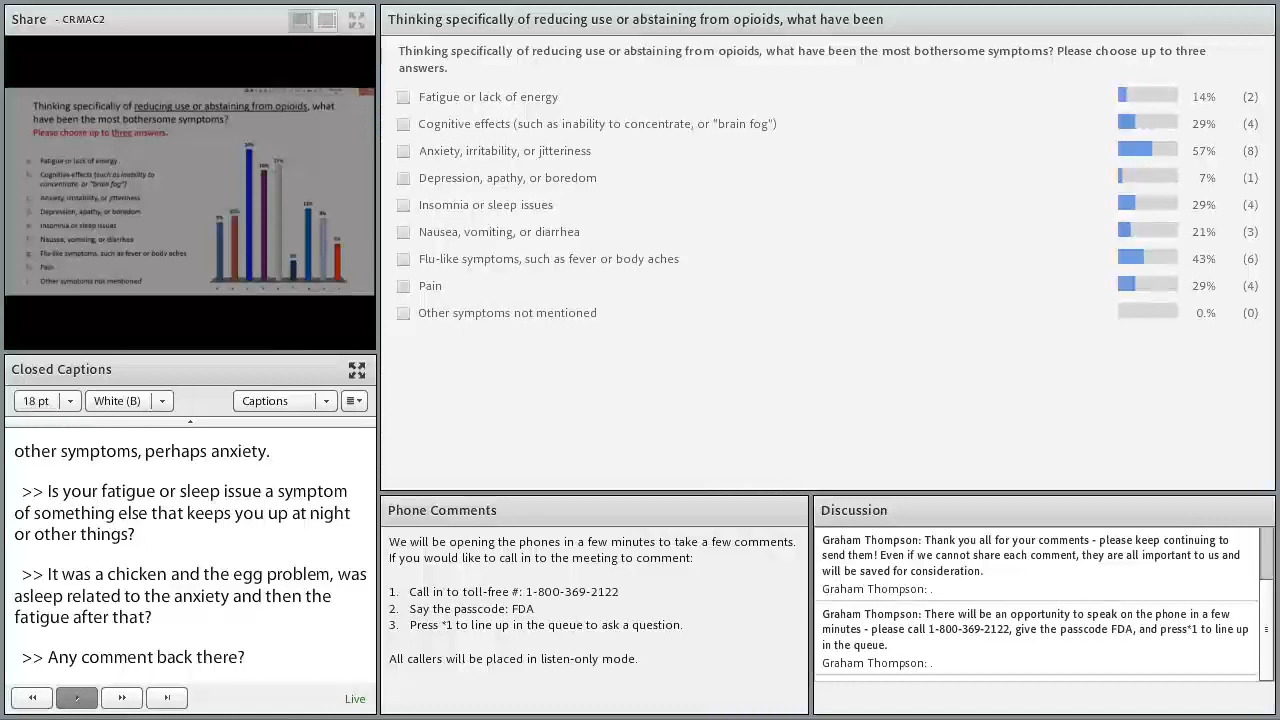 Share - CRMAC2
Thinking specifically of reducing use or abstaining from opioids, what
have been the most bothersome symptoms?
Please choose up to three answers.
Fatigue or lack of energy
Cognitive effects (such as inability to
concentrate, or "brain fog")
Anxiety, irritability, or jitteriness
Depression, apathy, or boredom
Insomnia or sleep issues
Nausea, vomiting, or diarrhea
Flu-like symptoms, such as fever or body aches
Pain
Other symptoms not mentioned
Closed Captions
18 pt
White (B)
Captions
other symptoms, perhaps anxiety.
>> Is your fatigue or sleep issue a symptom
of something else that keeps you up at night
or other things?
>> It was a chicken and the egg problem, was
asleep related to the anxiety and then the
fatigue after that?
>> Any comment back there?
Live
Thinking specifically of reducing use or abstaining from opioids, what have been
Thinking specifically of reducing use or abstaining from opioids, what have been the most bothersome symptoms? Please choose up to three
answers.
Fatigue or lack of energy 14% (2)
Cognitive effects (such as inability to concentrate, or "brain fog") 29% (4)
Anxiety, irritability, or jitteriness 57% (8)
Depression, apathy, or boredom 7% (1)
Insomnia or sleep issues 29% (4)
Nausea, vomiting, or diarrhea 21% (3)
Flu-like symptoms, such as fever or body aches 43% (6)
Pain 29% (4)
Other symptoms not mentioned 0.% (0)
Phone Comments
We will be opening the phones in a few minutes to take a few comments.
If you would like to call in to the meeting to comment:
1. Call in to toll-free #: 1-800-369-2122
2. Say the passcode: FDA
3. Press *1 to line up in the queue to ask a question.
All callers will be placed in listen-only mode.
Discussion
Graham Thompson: Thank you all for your comments - please keep continuing to
send them! Even if we cannot share each comment, they are all important to us and
will be saved for consideration.
Graham Thompson: .
Graham Thompson: There will be an opportunity to speak on the phone in a few
minutes - please call 1-800-369-2122, give the passcode FDA, and press*1 to line up
in the queue.
Graham Thompson: .